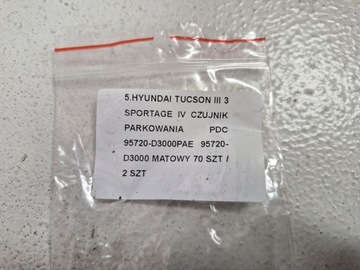 5.HYUNDAI TUCSON III 3
SPORTAGE IV CZUJNIK
PARKOWANIA PDC
95720-D3000PAE 95720-
D3000 MATOWY 70 SZT /
2 SZT